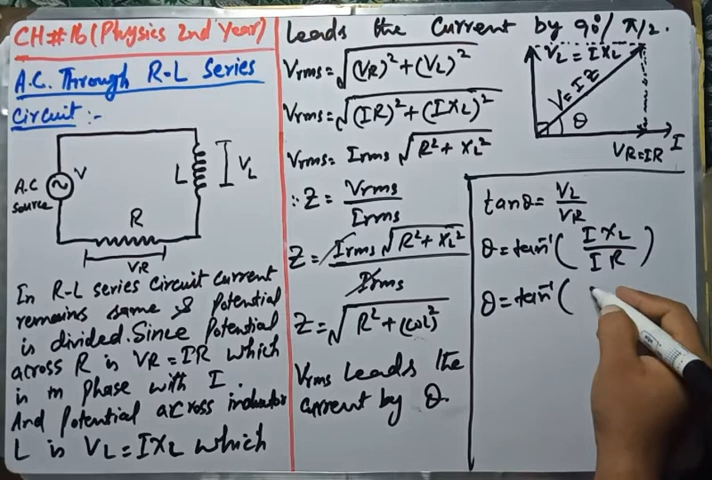 CH#16 (Physics 2nd Year)
A.C. Through R-L Series
Circuit:-
A.C
source
V
L
VL
R
VR
In R-L series circuit current
remains same & Potential
is divided. Since Potential
across R is VR = IR which
is in phase with I.
And potential across inductor
L is VL = IXL which
Leads the Current by 90°/ π/2.
Vrms = √(VR)² + (VL)²
Vrms = √(IR)² + (IXL)²
Vrms = Irms √R² + XL²
∴ Z = Vrms / Irms
Z = Irms √R² + XL² / Irms
Z = √R² + (ωL)²
Vrms Leads the
current by θ.
VL = IXL
V = IZ
θ
VR = IR
I
tanθ = VL / VR
θ = tan⁻¹ ( I XL / I R )
θ = tan⁻¹ (